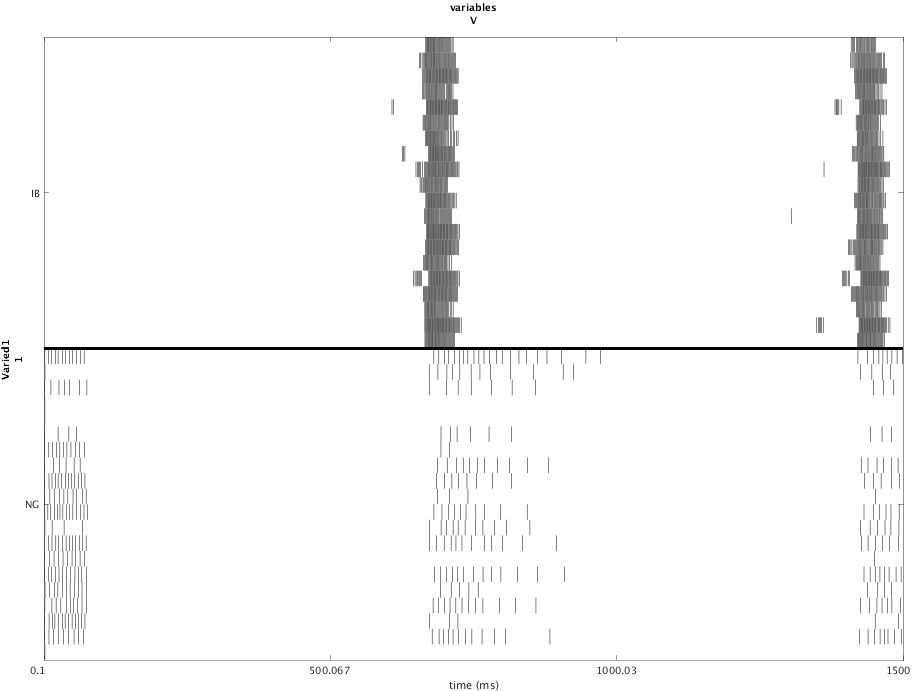 variables
V
IB
Varied1
1
NG
0.1
500.067
1000.03
1500
time (ms)